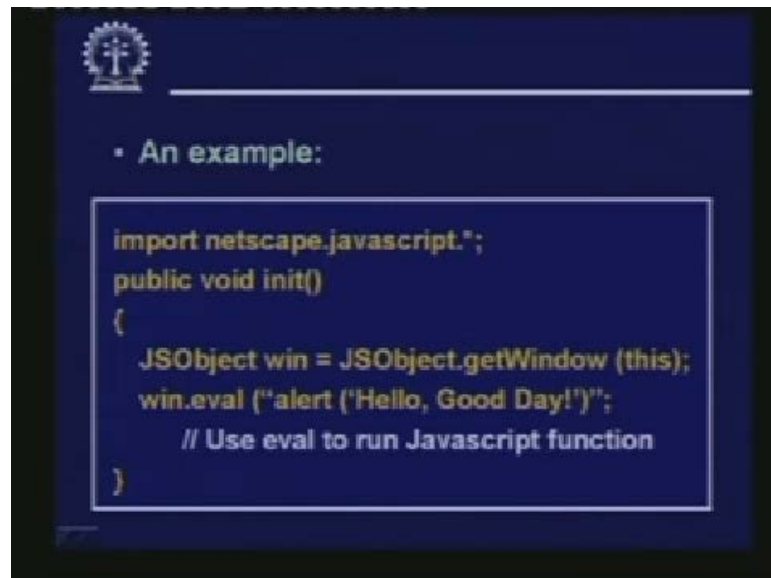 ▪ An example:
import netscape.javascript.*;
public void init()
{
JSObject win = JSObject.getWindow (this);
win.eval (“alert (‘Hello, Good Day!’)”;
// Use eval to run Javascript function
}